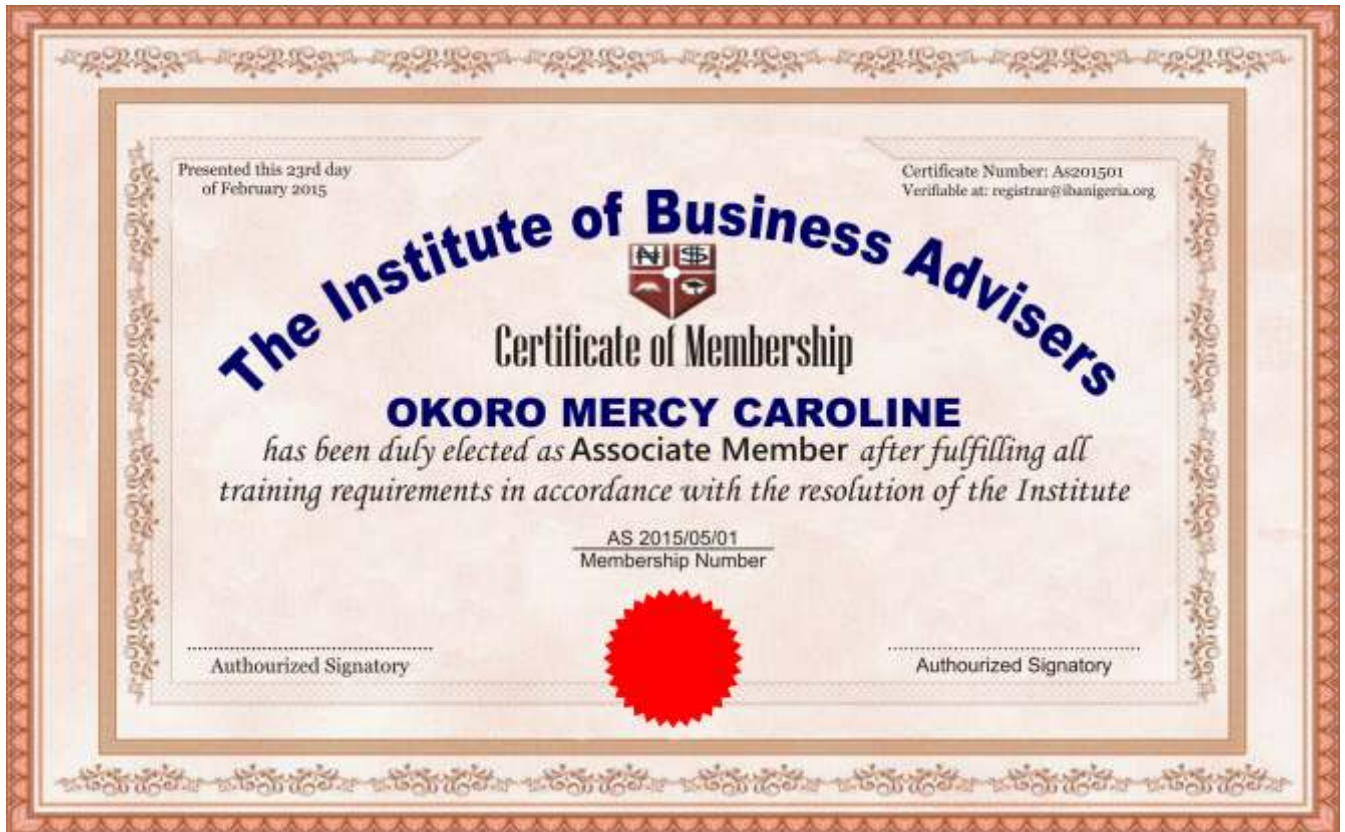 Presented this 23rd day
of February 2015
Certificate Number: As201501
Verifiable at: registrar@ibanigeria.org
The Institute of Business Advisers
N $
Certificate of Membership
OKORO MERCY CAROLINE
has been duly elected as Associate Member after fulfilling all
training requirements in accordance with the resolution of the Institute
AS 2015/05/01
Membership Number
Authourized Signatory
Authourized Signatory